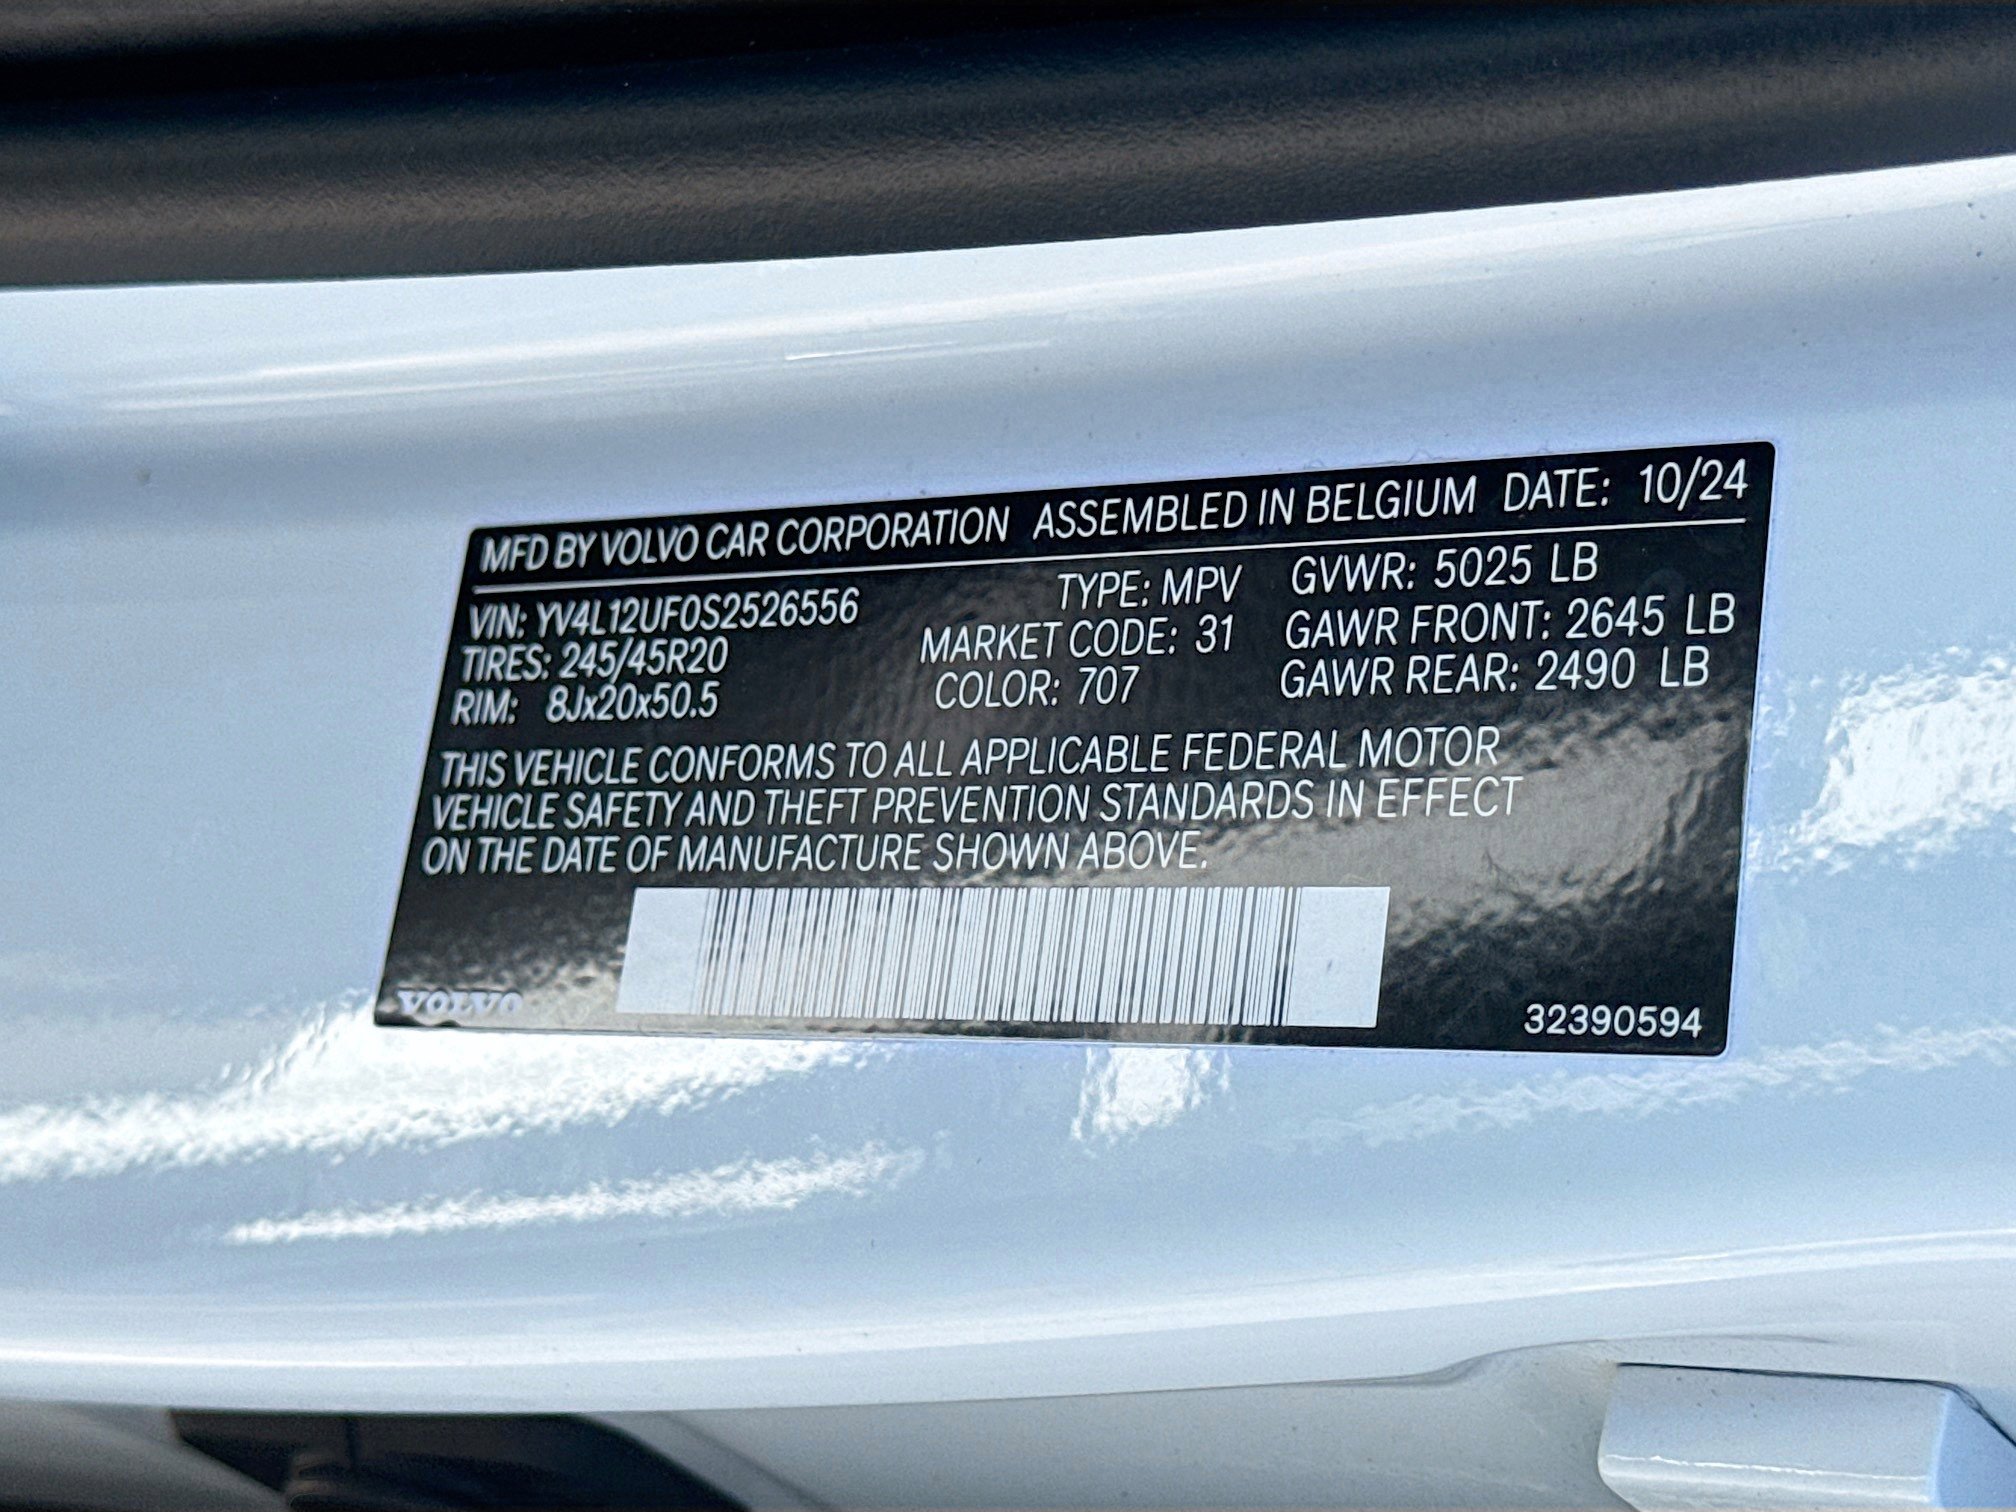 MFD BY VOLVO CAR CORPORATION ASSEMBLED IN BELGIUM DATE: 10/24
VIN: YV4L12UF0S2526556 TYPE: MPV GVWR: 5025 LB
TIRES: 245/45R20 MARKET CODE: 31 GAWR FRONT: 2645 LB
RIM: 8Jx20x50.5 COLOR: 707 GAWR REAR: 2490 LB
THIS VEHICLE CONFORMS TO ALL APPLICABLE FEDERAL MOTOR
VEHICLE SAFETY AND THEFT PREVENTION STANDARDS IN EFFECT
ON THE DATE OF MANUFACTURE SHOWN ABOVE.
VOLVO 32390594